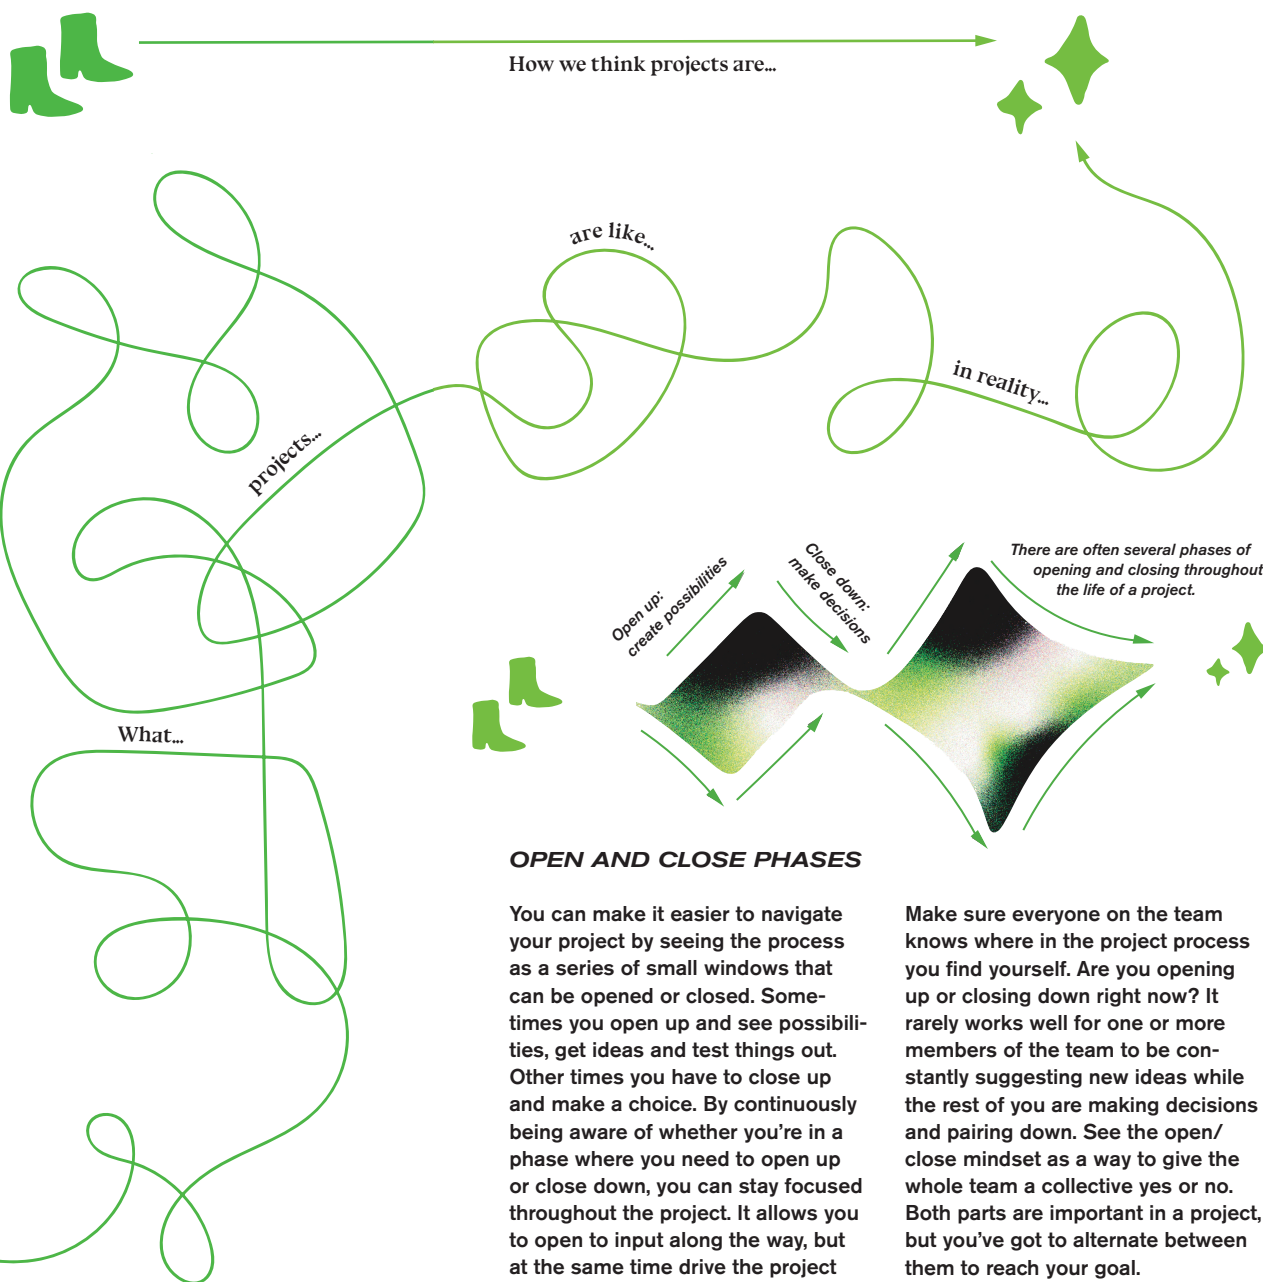 How we think projects are...
What...
projects...
are like...
in reality...
Open up:
create possibilities
Close down:
make decisions
There are often several phases of
opening and closing throughout
the life of a project.
OPEN AND CLOSE PHASES
You can make it easier to navigate
your project by seeing the process
as a series of small windows that
can be opened or closed. Some-
times you open up and see possibili-
ties, get ideas and test things out.
Other times you have to close up
and make a choice. By continuously
being aware of whether you’re in a
phase where you need to open up
or close down, you can stay focused
throughout the project. It allows you
to open to input along the way, but
at the same time drive the project
Make sure everyone on the team
knows where in the project process
you find yourself. Are you opening
up or closing down right now? It
rarely works well for one or more
members of the team to be con-
stantly suggesting new ideas while
the rest of you are making decisions
and pairing down. See the open/
close mindset as a way to give the
whole team a collective yes or no.
Both parts are important in a project,
but you’ve got to alternate between
them to reach your goal.